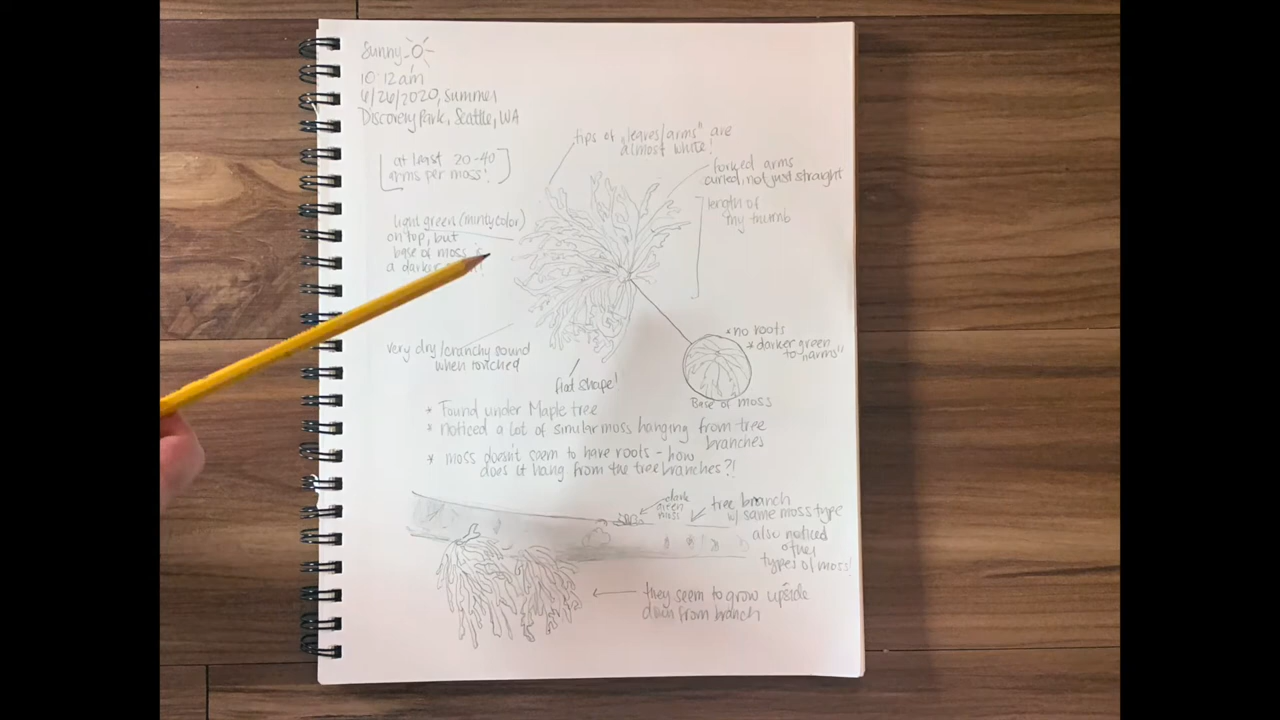 Sunny
10:12am
6/26/2020, summer
Discovery Park, Seattle, WA
tips of "leaves/arms" are
almost white!
[at least 20-40
arms per moss!]
forked arms
curled, not just straight
length of
my thumb
light green (minty color)
on top, but
base of moss is
a darker
very dry/crunchy sound
when touched
flat shape!
*no roots
*darker green
to "arms"
Base of moss
* Found under Maple tree
* noticed a lot of simular moss hanging from tree
branches
* moss doesn't seem to have roots - how
does it hang from the tree branches?!
dark
green
moss
tree branch
w/ same moss type
also noticed
other
types of moss!
they seem to grow upside
down from branch